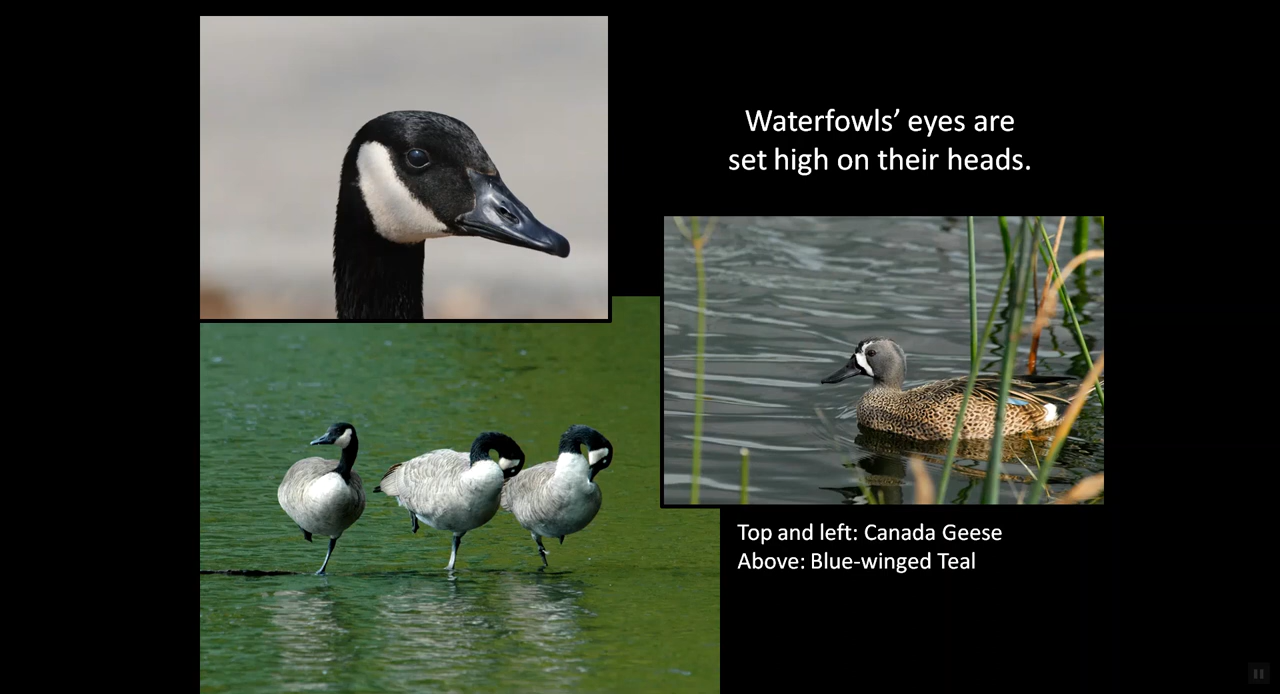 Waterfowls’ eyes are
set high on their heads.
Top and left: Canada Geese
Above: Blue-winged Teal